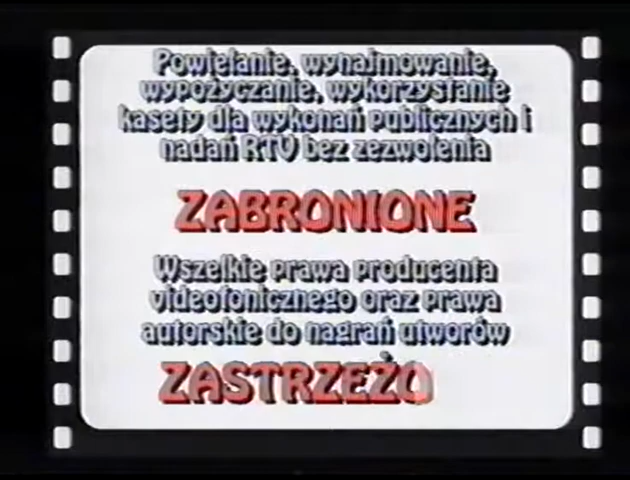 Powielanie, wynajmowanie,
wypożyczanie, wykorzystanie
kasety dla wykonań publicznych i
nadań RTV bez zezwolenia
ZABRONIONE
Wszelkie prawa producenta
videofonicznego oraz prawa
autorskie do nagrań utworów
ZASTRZEŻO